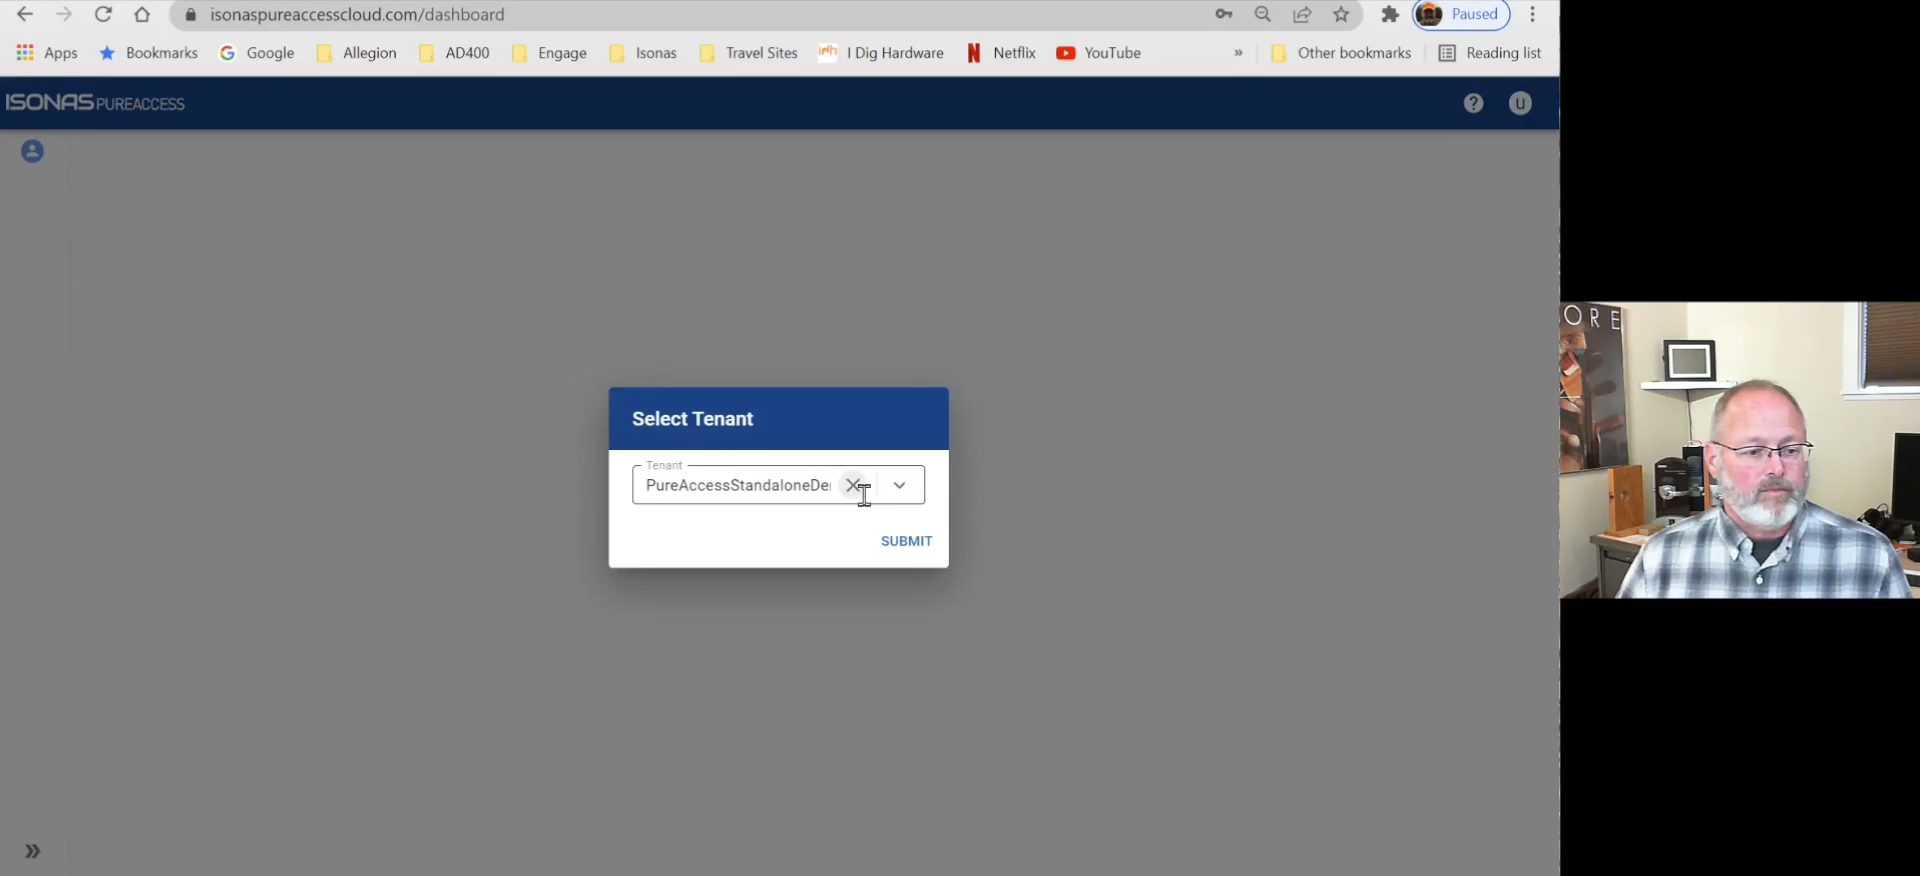 isonaspureaccesscloud.com/dashboard
Paused
Apps
Bookmarks
Google
Allegion
AD400
Engage
Isonas
Travel Sites
I Dig Hardware
Netflix
YouTube
»
Other bookmarks
Reading list
ISONAS PUREACCESS
?
u
Select Tenant
Tenant
PureAccessStandaloneDe
SUBMIT
ORE